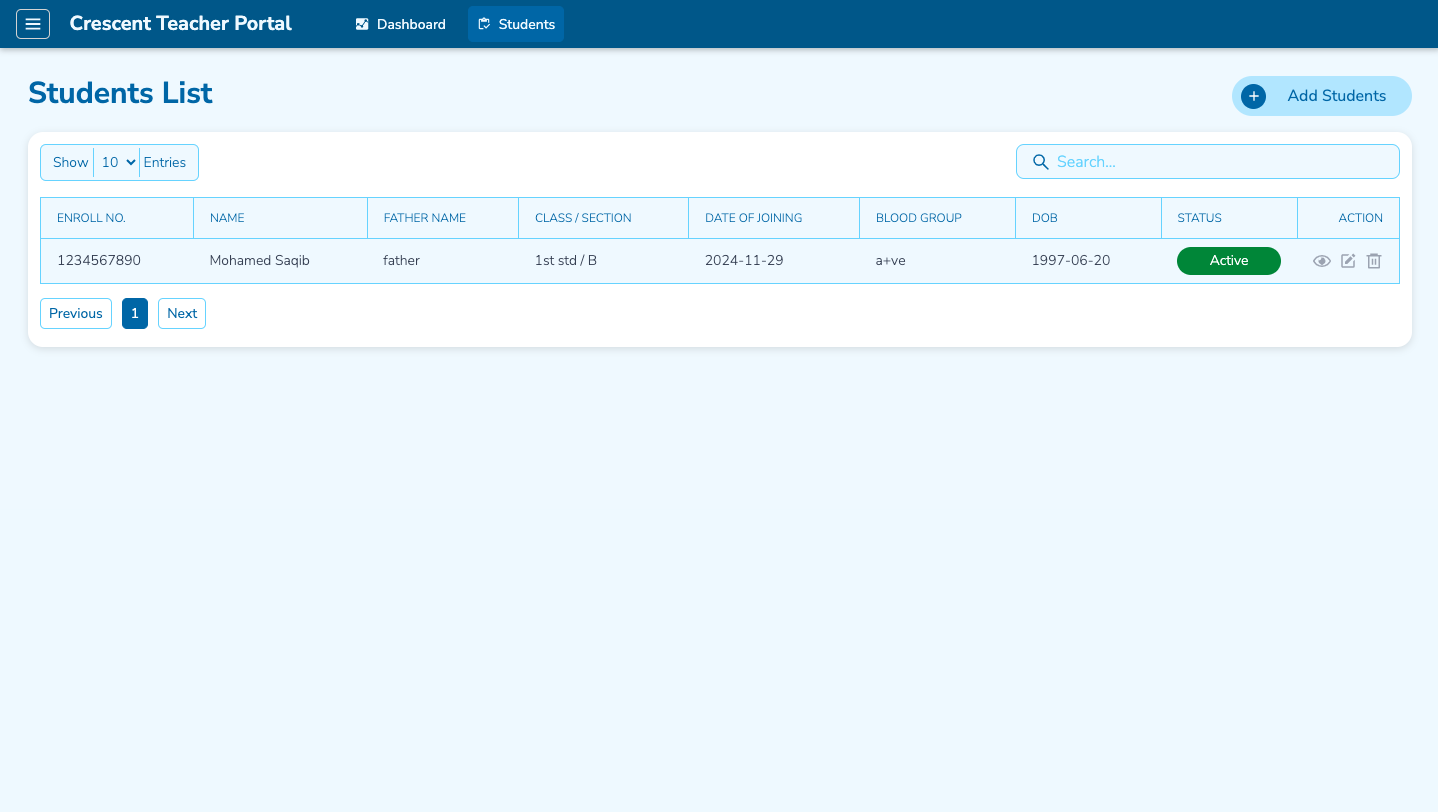 Crescent Teacher Portal Dashboard Students
Students List
Add Students
Show 10 Entries
Search...
ENROLL NO. NAME FATHER NAME CLASS / SECTION DATE OF JOINING BLOOD GROUP DOB STATUS ACTION
1234567890 Mohamed Saqib father 1st std / B 2024-11-29 a+ve 1997-06-20 Active
Previous 1 Next